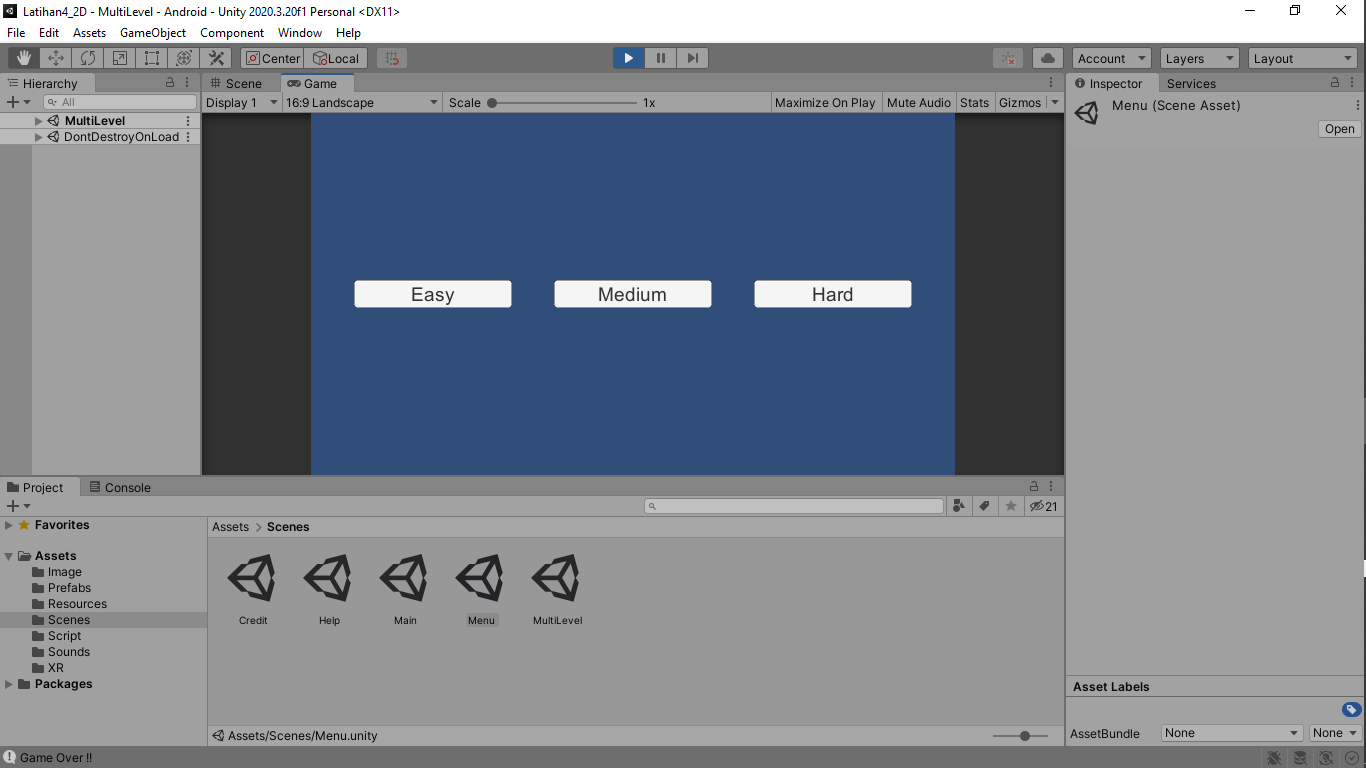 Latihan4_2D - MultiLevel - Android - Unity 2020.3.20f1 Personal <DX11>
File Edit Assets GameObject Component Window Help
Center Local Account Layers Layout
Hierarchy Scene Game Inspector Services
All Display 1 16:9 Landscape Scale 1x Maximize On Play Mute Audio Stats Gizmos
Menu (Scene Asset)
MultiLevel
Open
DontDestroyOnLoad
Easy Medium Hard
Project Console
21
Favorites
Assets > Scenes
Assets
Image
Prefabs
Resources
Scenes
Script
Sounds
XR
Packages
Credit Help Main Menu MultiLevel
Asset Labels
Assets/Scenes/Menu.unity
AssetBundle None None
Game Over !!